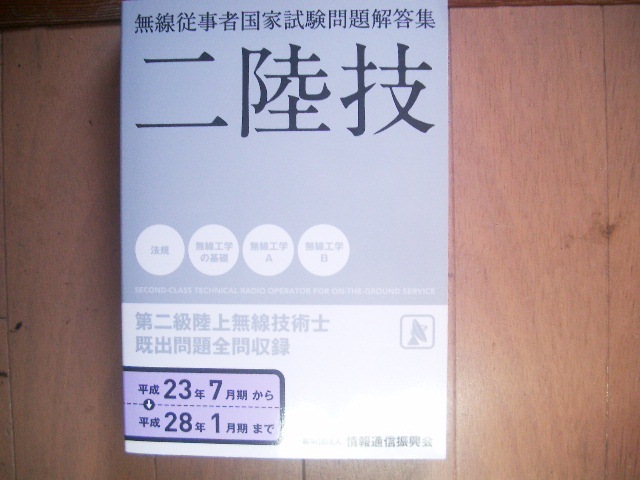 無線従事者国家試験問題解答集
二陸技
法規
無線工学
の基礎
無線工学
A
無線工学
B
SECOND-CLASS TECHNICAL RADIO OPERATOR FOR ON-THE-GROUND SERVICE
第二級陸上無線技術士
既出問題全問収録
平成23年7月期から
平成28年1月期まで
情報通信振興会